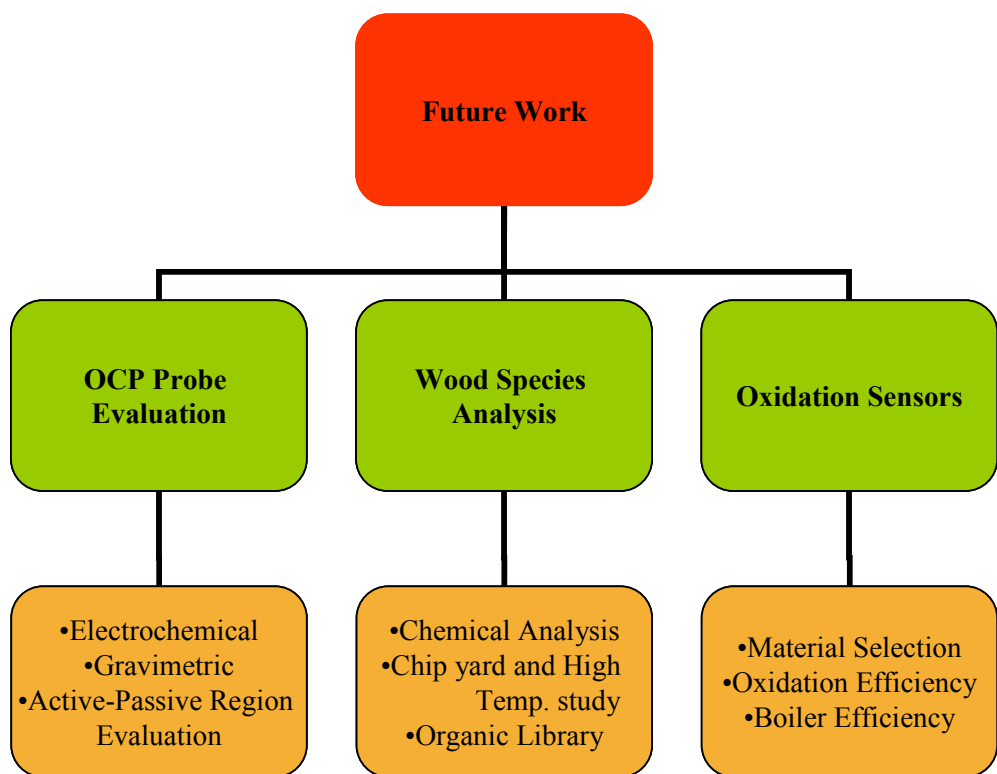 Future Work
OCP Probe
Evaluation
Wood Species
Analysis
Oxidation Sensors
•Electrochemical
•Gravimetric
•Active-Passive Region
Evaluation
•Chemical Analysis
•Chip yard and High
Temp. study
•Organic Library
•Material Selection
•Oxidation Efficiency
•Boiler Efficiency